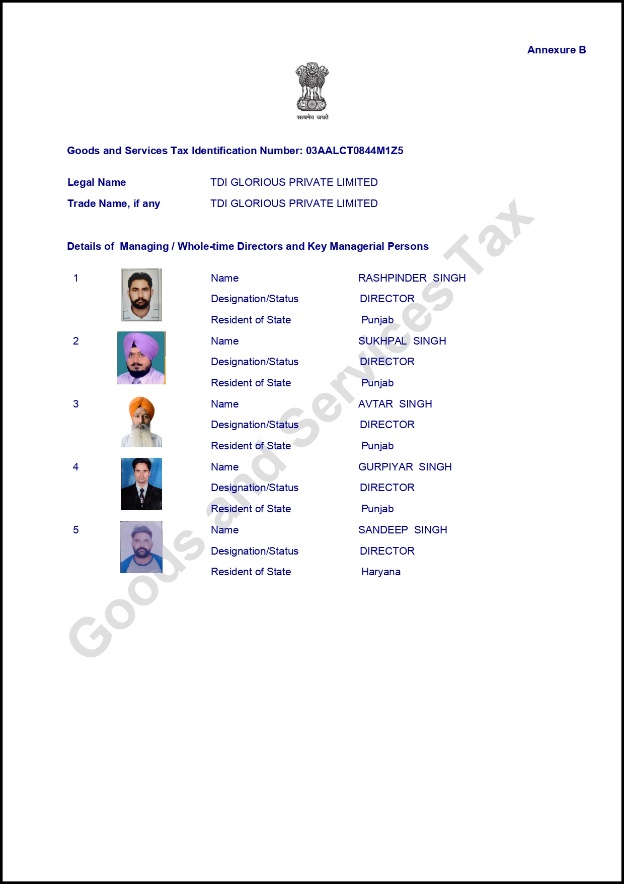 Annexure B
सत्यमेव जयते
Goods and Services Tax Identification Number: 03AALCT0844M1Z5
Legal Name TDI GLORIOUS PRIVATE LIMITED
Trade Name, if any TDI GLORIOUS PRIVATE LIMITED
Details of Managing / Whole-time Directors and Key Managerial Persons
1 Name RASHPINDER SINGH
Designation/Status DIRECTOR
Resident of State Punjab
2 Name SUKHPAL SINGH
Designation/Status DIRECTOR
Resident of State Punjab
3 Name AVTAR SINGH
Designation/Status DIRECTOR
Resident of State Punjab
4 Name GURPIYAR SINGH
Designation/Status DIRECTOR
Resident of State Punjab
5 Name SANDEEP SINGH
Designation/Status DIRECTOR
Resident of State Haryana
Goods and Services Tax